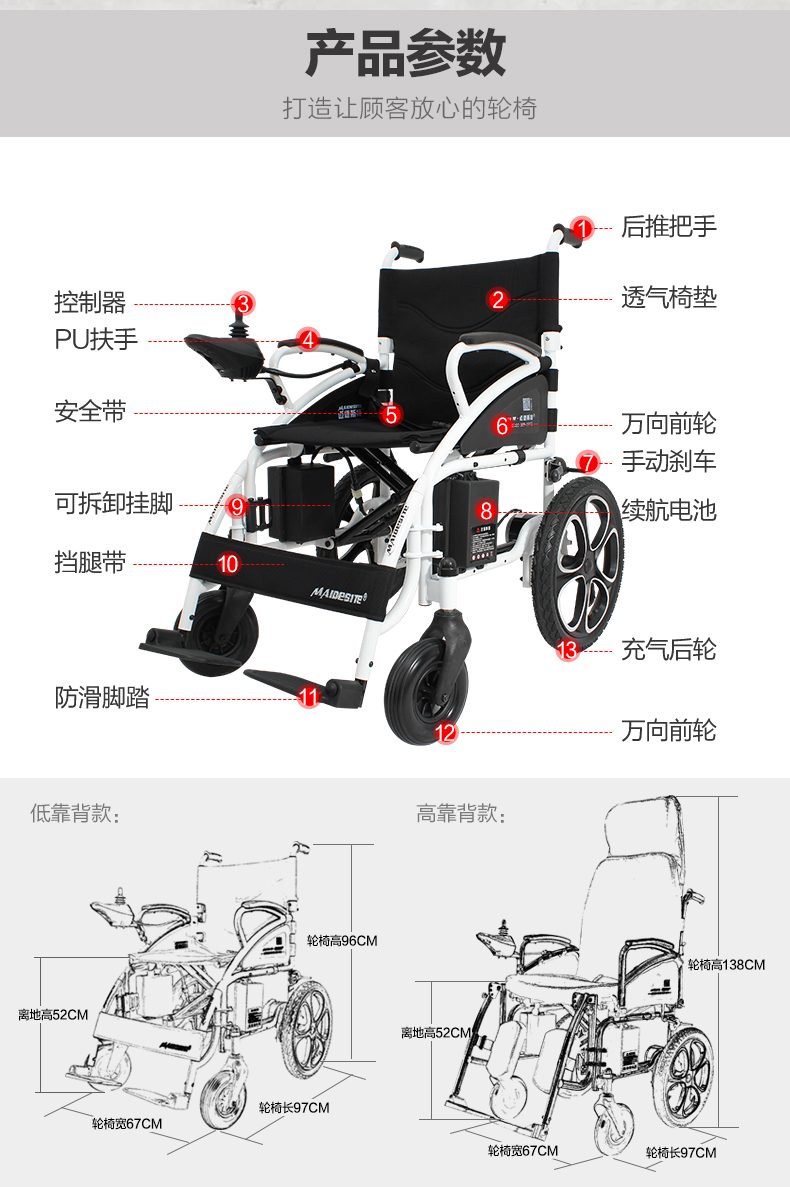 产品参数
打造让顾客放心的轮椅
1
后推把手
2
透气椅垫
控制器
3
PU扶手
4
安全带
5
6
万向前轮
7
手动刹车
可拆卸挂脚
9
8
续航电池
挡腿带
10
MAIDESITE
MAIDESITE®
13
充气后轮
防滑脚踏
11
12
万向前轮
低靠背款：
高靠背款：
轮椅高96CM
离地高52CM
轮椅宽67CM
轮椅长97CM
MAIDESITE
轮椅高138CM
离地高52CM
轮椅宽67CM
轮椅长97CM